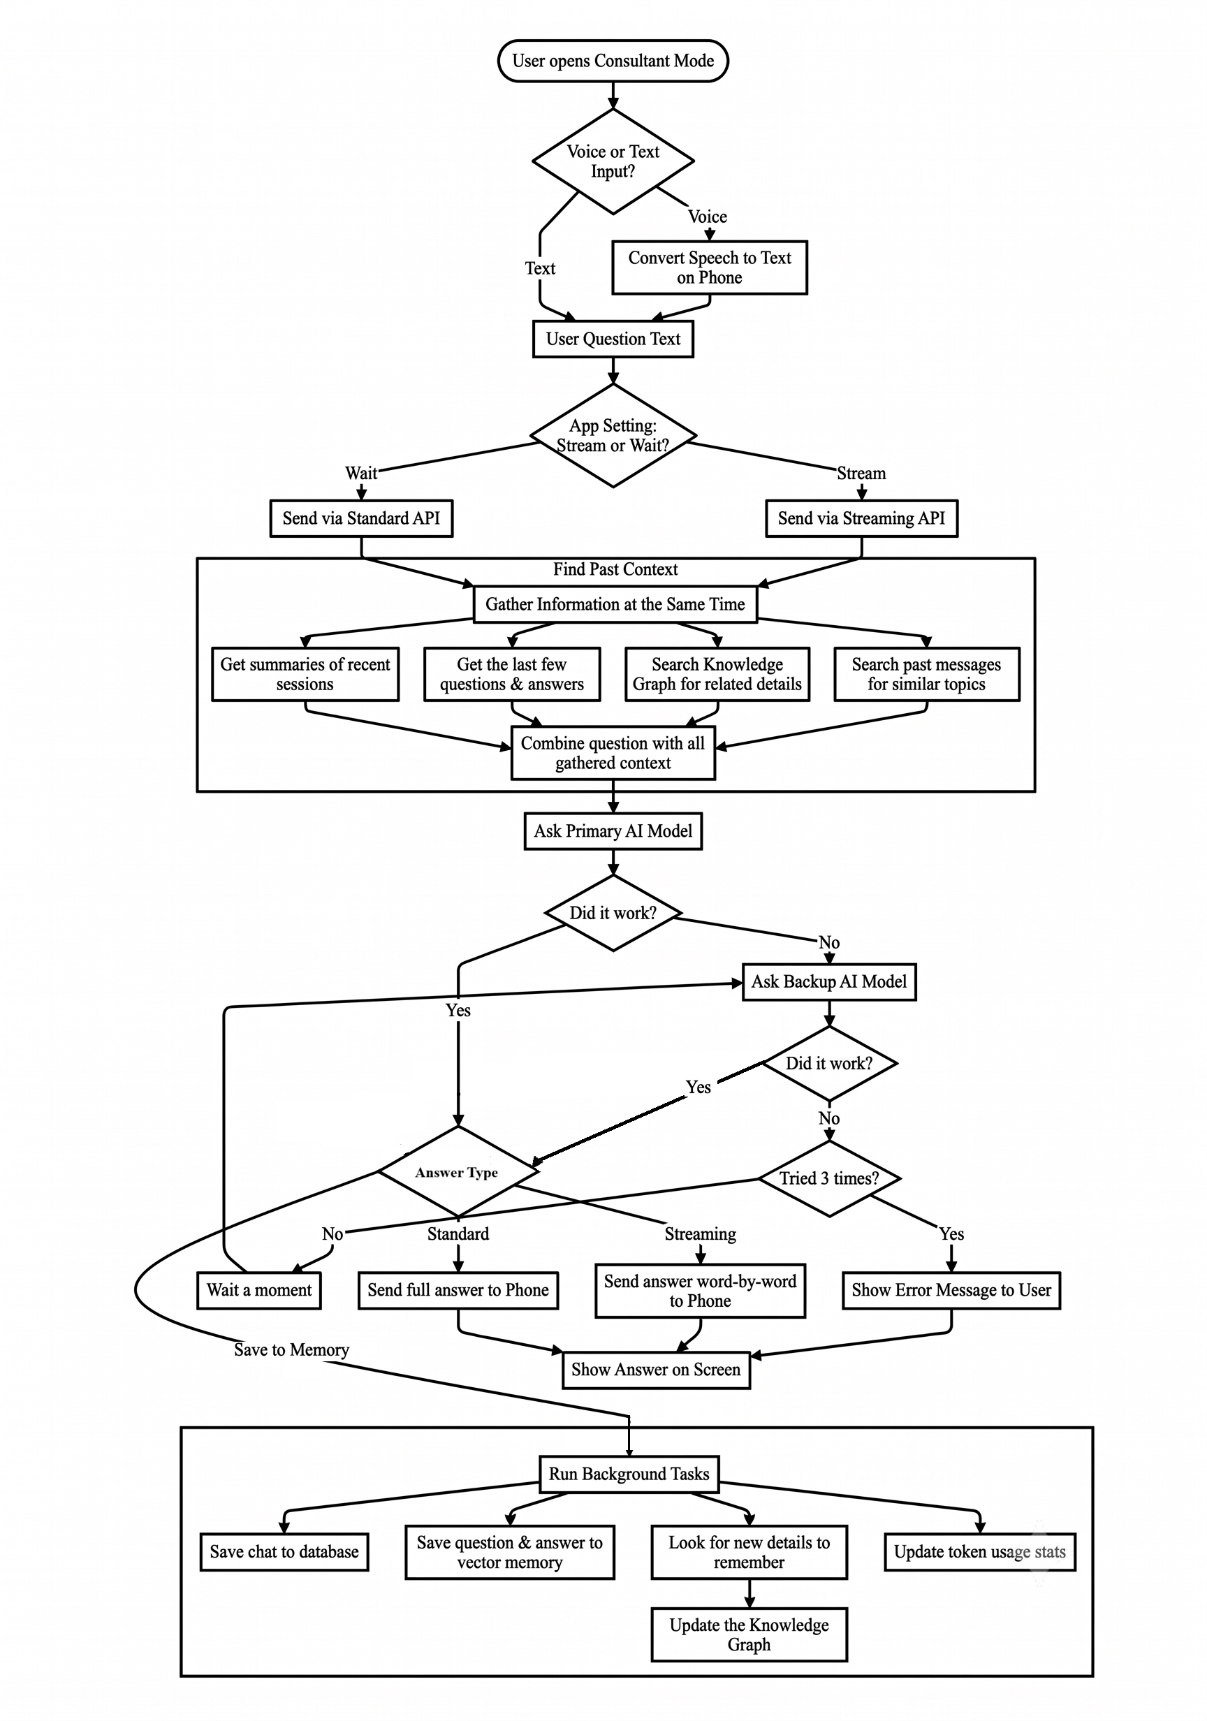 User opens Consultant Mode
Voice or Text
Input?
Voice
Text
Convert Speech to Text
on Phone
User Question Text
App Setting:
Stream or Wait?
Wait
Stream
Send via Standard API
Send via Streaming API
Find Past Context
Gather Information at the Same Time
Get summaries of recent
sessions
Get the last few
questions & answers
Search Knowledge
Graph for related details
Search past messages
for similar topics
Combine question with all
gathered context
Ask Primary AI Model
Did it work?
No
Ask Backup AI Model
Yes
Did it work?
Yes
No
Answer Type
Tried 3 times?
No
Standard
Streaming
Yes
Wait a moment
Send full answer to Phone
Send answer word-by-word
to Phone
Show Error Message to User
Save to Memory
Show Answer on Screen
Run Background Tasks
Save chat to database
Save question & answer to
vector memory
Look for new details to
remember
Update token usage stats
Update the Knowledge
Graph